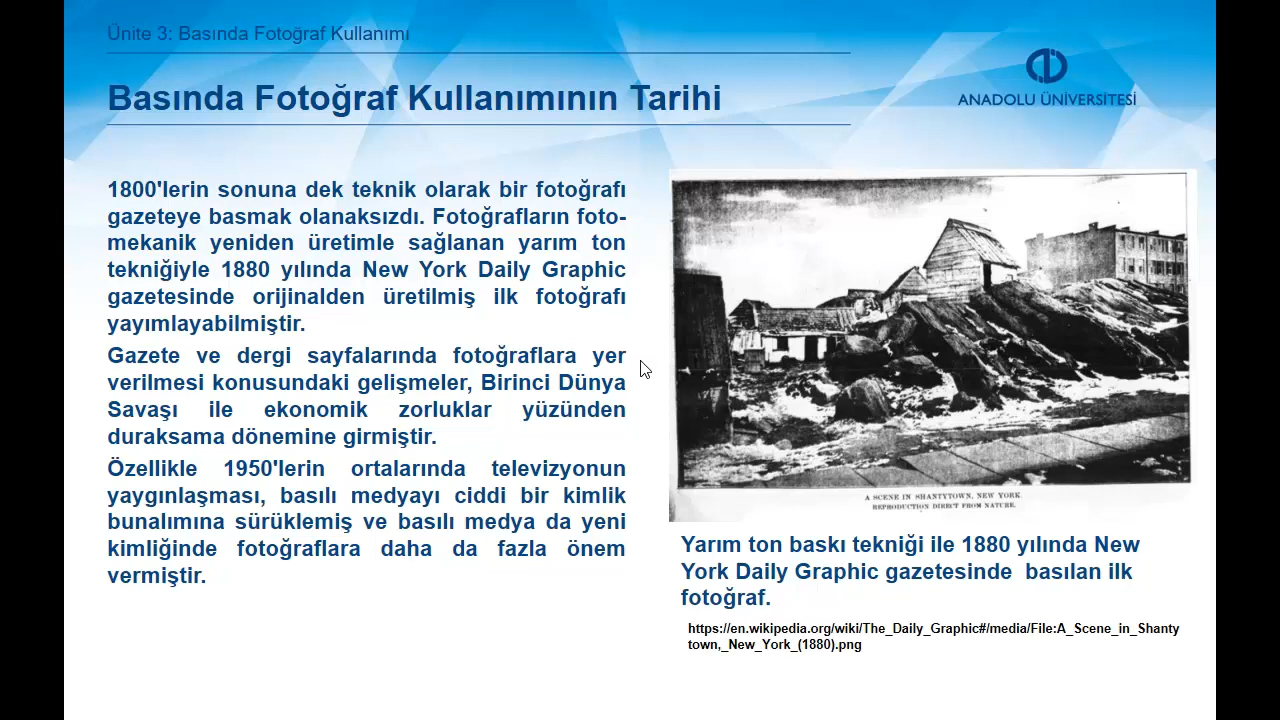 Ünite 3: Basında Fotoğraf Kullanımı
Basında Fotoğraf Kullanımının Tarihi
ANADOLU ÜNİVERSİTESİ
1800'lerin sonuna dek teknik olarak bir fotoğrafı
gazeteye basmak olanaksızdı. Fotoğrafların foto-
mekanik yeniden üretimle sağlanan yarım ton
tekniğiyle 1880 yılında New York Daily Graphic
gazetesinde orijinalden üretilmiş ilk fotoğrafı
yayımlayabilmiştir.
Gazete ve dergi sayfalarında fotoğraflara yer
verilmesi konusundaki gelişmeler, Birinci Dünya
Savaşı ile ekonomik zorluklar yüzünden
duraksama dönemine girmiştir.
Özellikle 1950'lerin ortalarında televizyonun
yaygınlaşması, basılı medyayı ciddi bir kimlik
bunalımına sürüklemiş ve basılı medya da yeni
kimliğinde fotoğraflara daha da fazla önem
vermiştir.
A SCENE IN SHANTYTOWN, NEW YORK.
REPRODUCTION DIRECT FROM NATURE.
Yarım ton baskı tekniği ile 1880 yılında New
York Daily Graphic gazetesinde basılan ilk
fotoğraf.
https://en.wikipedia.org/wiki/The_Daily_Graphic#/media/File:A_Scene_in_Shanty
town,_New_York_(1880).png